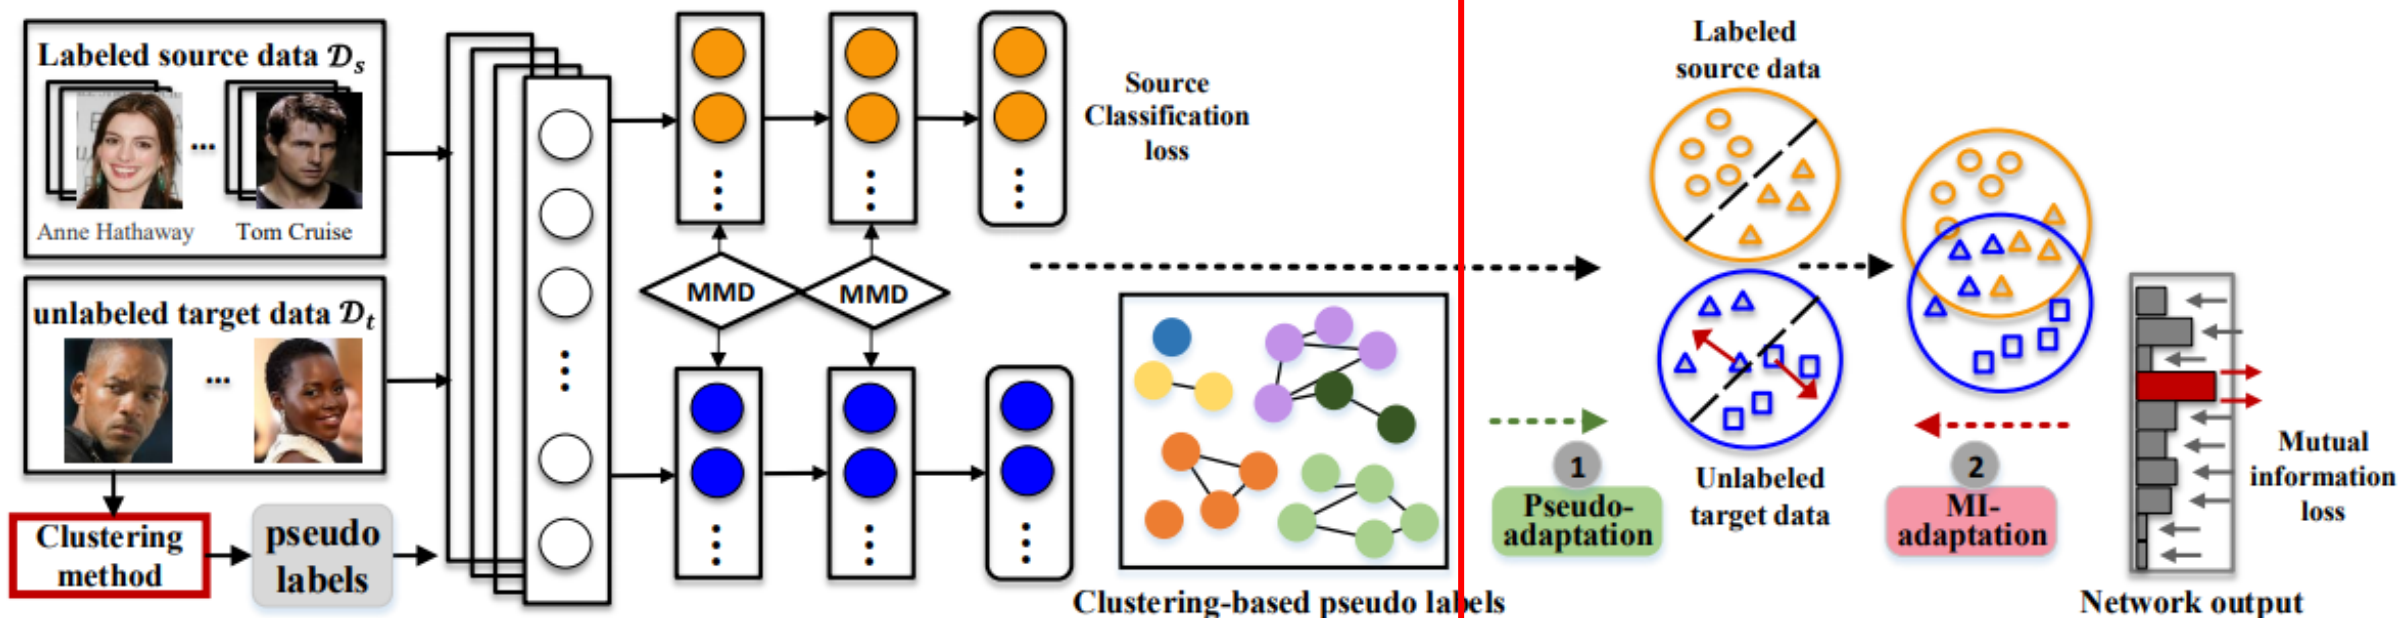 Labeled source data 𝒟s
...
Anne Hathaway
Tom Cruise
unlabeled target data 𝒟t
...
Clustering
method
pseudo
labels
MMD
MMD
Source
Classification
loss
Clustering-based pseudo labels
Labeled
source data
1
Pseudo-
adaptation
Unlabeled
target data
2
MI-
adaptation
Mutual
information
loss
Network output